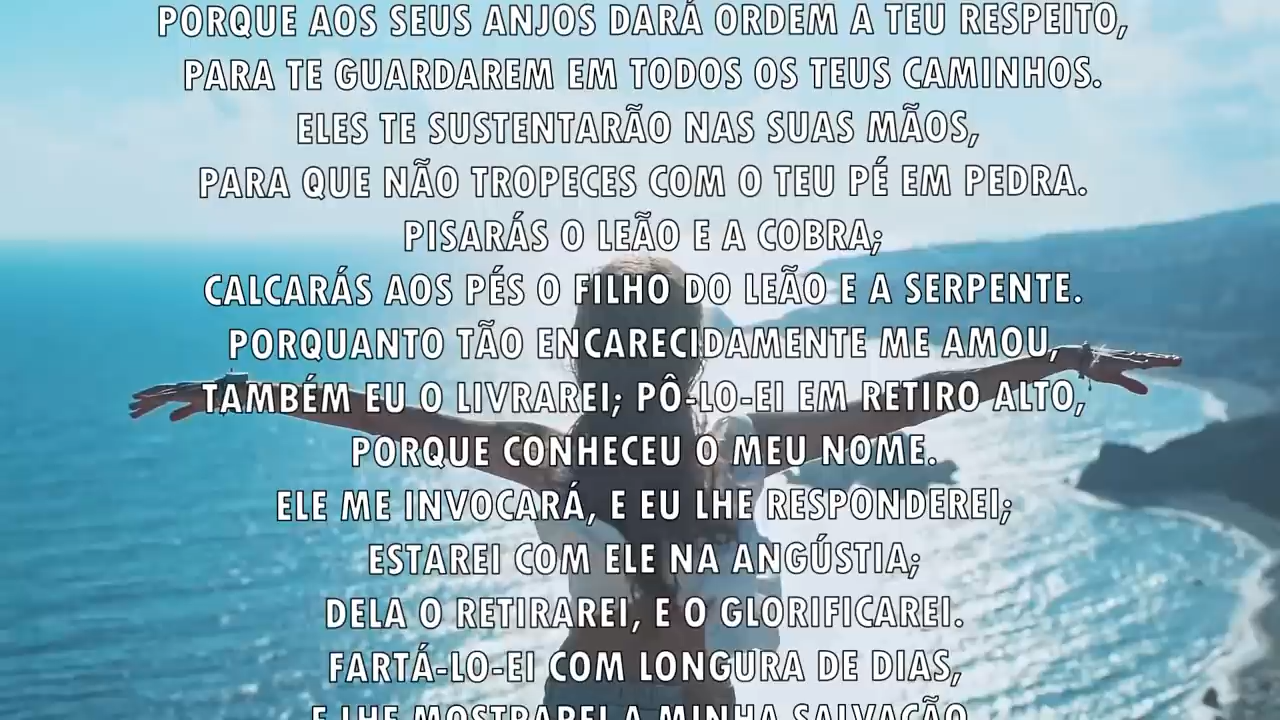 PORQUE AOS SEUS ANJOS DARÁ ORDEM A TEU RESPEITO,
PARA TE GUARDAREM EM TODOS OS TEUS CAMINHOS.
ELES TE SUSTENTARÃO NAS SUAS MÃOS,
PARA QUE NÃO TROPECES COM O TEU PÉ EM PEDRA.
PISARÁS O LEÃO E A COBRA;
CALCARÁS AOS PÉS O FILHO DO LEÃO E A SERPENTE.
PORQUANTO TÃO ENCARECIDAMENTE ME AMOU,
TAMBÉM EU O LIVRAREI; PÔ-LO-EI EM RETIRO ALTO,
PORQUE CONHECEU O MEU NOME.
ELE ME INVOCARÁ, E EU LHE RESPONDEREI;
ESTAREI COM ELE NA ANGÚSTIA;
DELA O RETIRAREI, E O GLORIFICAREI.
FARTÁ-LO-EI COM LONGURA DE DIAS,
E LHE MOSTRAREI A MINHA SALVAÇÃO.